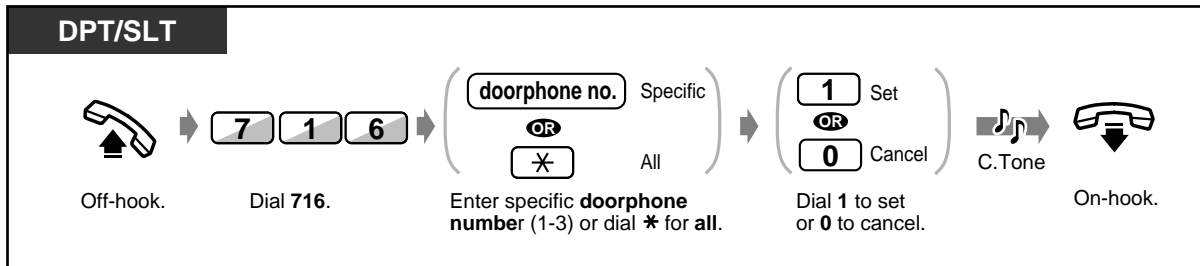 DPT/SLT
7 1 6
doorphone no. Specific
OR
* All
1 Set
OR
0 Cancel
C.Tone
Off-hook.
Dial 716.
Enter specific doorphone
number (1-3) or dial * for all.
Dial 1 to set
or 0 to cancel.
On-hook.